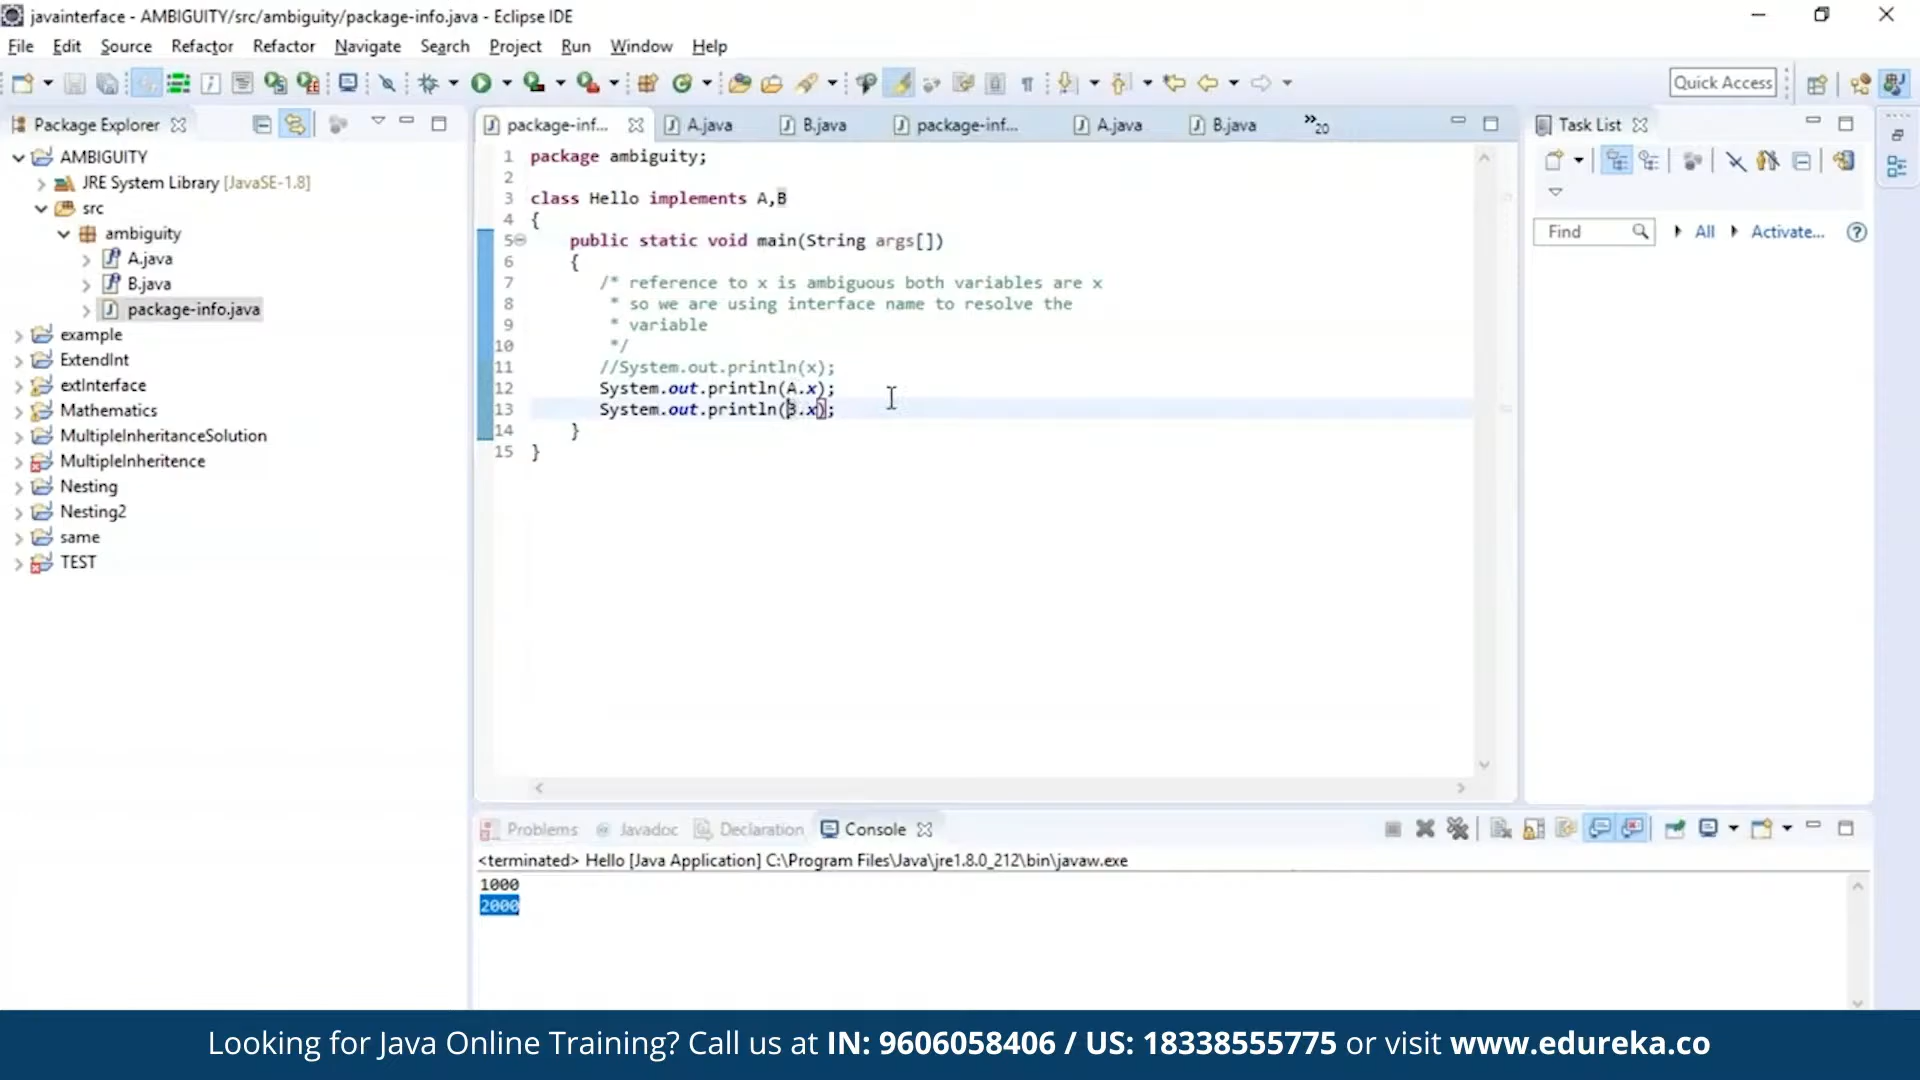 javainterface - AMBIGUITY/src/ambiguity/package-info.java - Eclipse IDE
File Edit Source Refactor Refactor Navigate Search Project Run Window Help
Quick Access
Package Explorer
AMBIGUITY
JRE System Library [JavaSE-1.8]
src
ambiguity
A.java
B.java
package-info.java
example
ExtendInt
extInterface
Mathematics
MultipleInheritanceSolution
MultipleInheritence
Nesting
Nesting2
same
TEST
package-inf... A.java B.java package-inf... A.java B.java »20
1 package ambiguity;
2
3 class Hello implements A,B
4 {
5 public static void main(String args[])
6 {
7 /* reference to x is ambiguous both variables are x
8 * so we are using interface name to resolve the
9 * variable
10 */
11 //System.out.println(x);
12 System.out.println(A.x);
13 System.out.println(B.x);
14 }
15 }
Task List
Find All Activate...
Problems Javadoc Declaration Console
<terminated> Hello [Java Application] C:\Program Files\Java\jre1.8.0_212\bin\javaw.exe
1000
2000
Looking for Java Online Training? Call us at IN: 9606058406 / US: 18338555775 or visit www.edureka.co